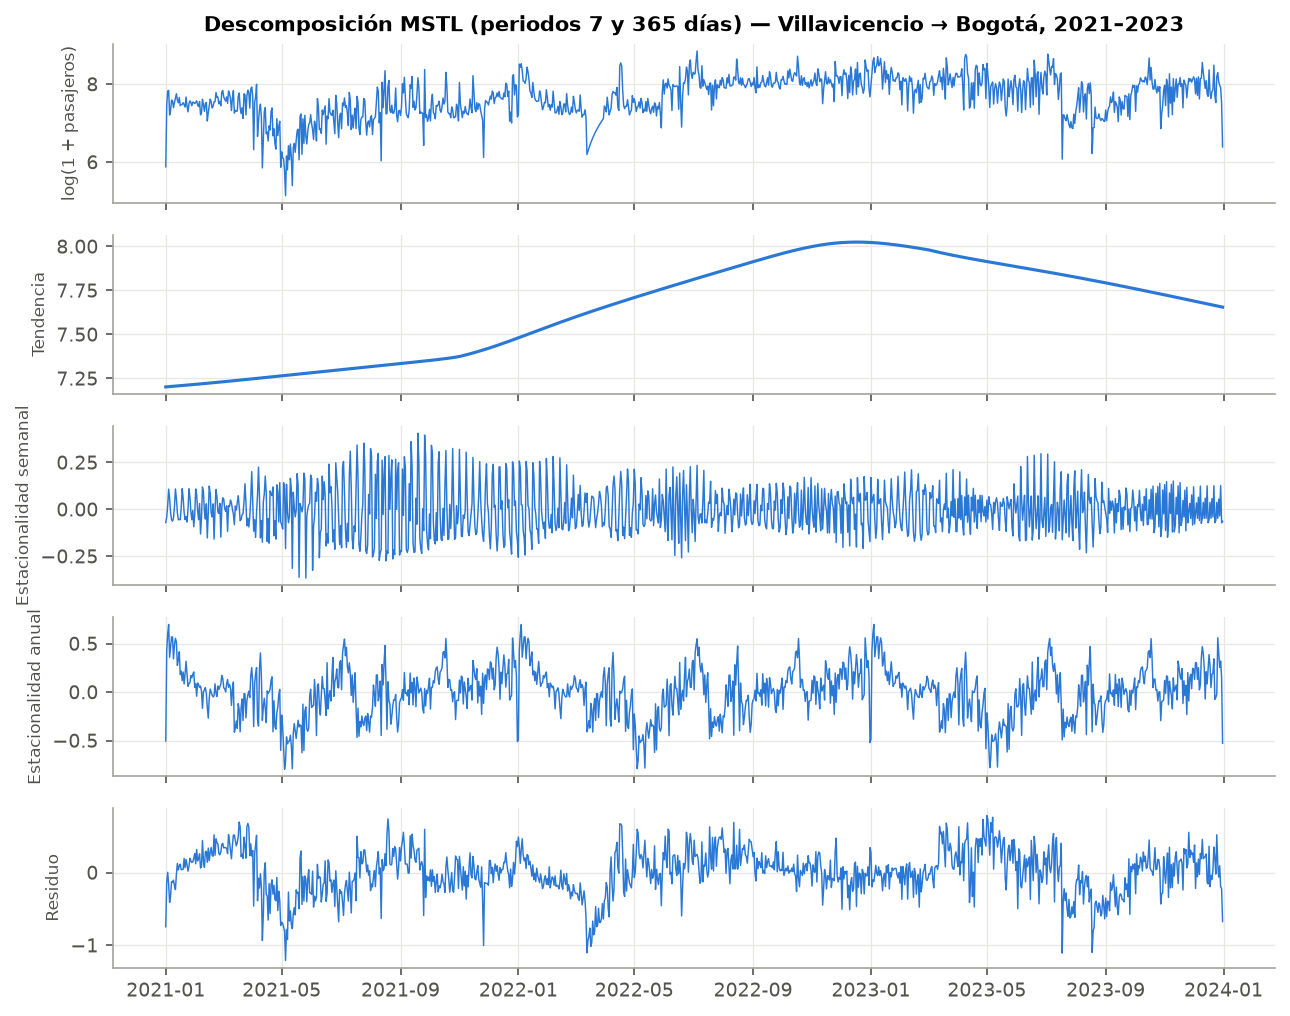 Descomposición MSTL (periodos 7 y 365 días) — Villavicencio → Bogotá, 2021–2023
log(1 + pasajeros)
8
6
Tendencia
8.00
7.75
7.50
7.25
Estacionalidad semanal
0.25
0.00
−0.25
Estacionalidad anual
0.5
0.0
−0.5
Residuo
0
−1
2021-01 2021-05 2021-09 2022-01 2022-05 2022-09 2023-01 2023-05 2023-09 2024-01